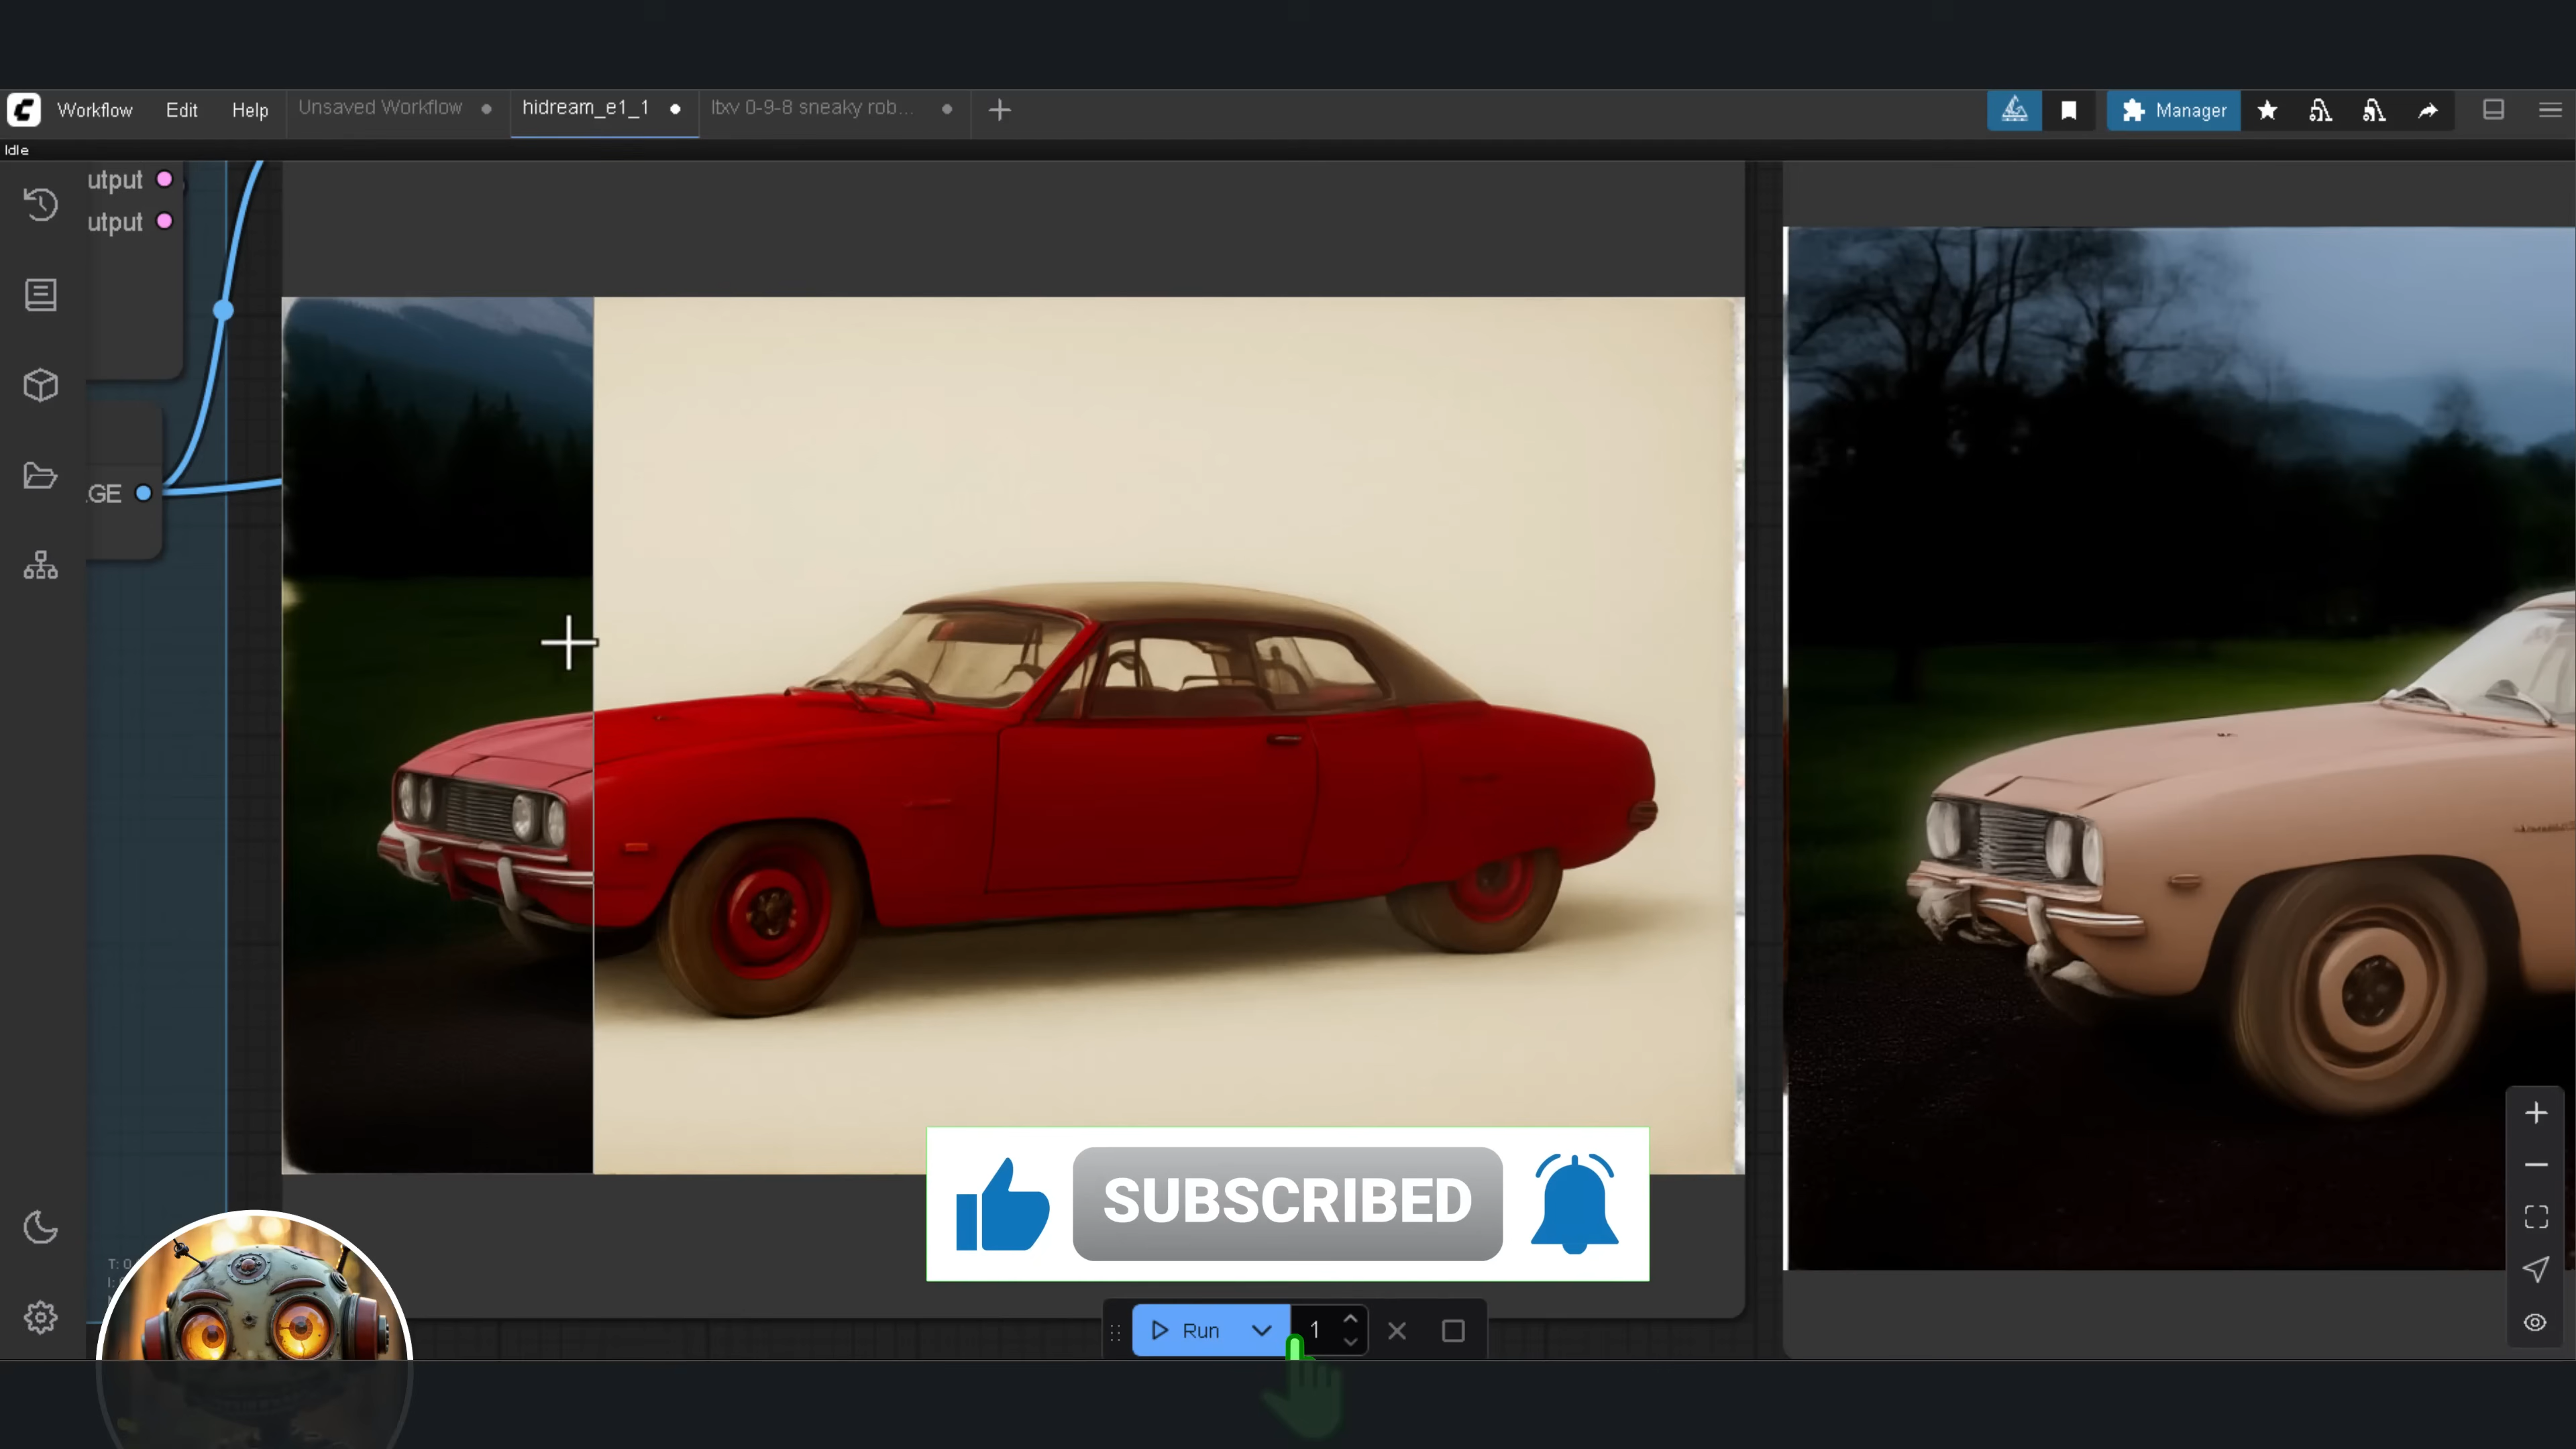 Workflow Edit Help Unsaved Workflow hidream_e1_1 ltxv 0-9-8 sneaky rob... Manager
Idle
utput
utput
GE
SUBSCRIBED
T: 0
I:
Run 1